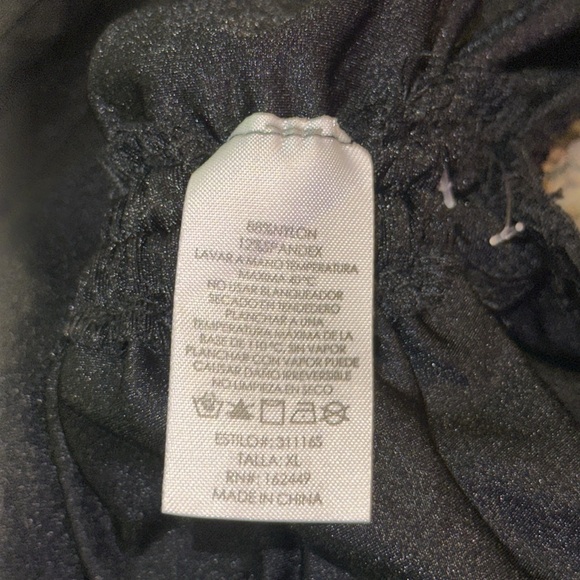 88%NYLON
12%SPANDEX
LAVAR A MANO TEMPERATURA
MAXIMA 40°C
NO USAR BLANQUEADOR
SECADO EN TENDEDERO
PLANCHAR A UNA
TEMPERATURA MAXIMA DE LA
BASE DE 110°C. SIN VAPOR
PLANCHAR CON VAPOR PUEDE
CAUSAR DAÑO IRREVERSIBLE
NO LIMPIEZA EN SECO
ESTILO#: 31116S
TALLA: XL
RN#: 162449
MADE IN CHINA